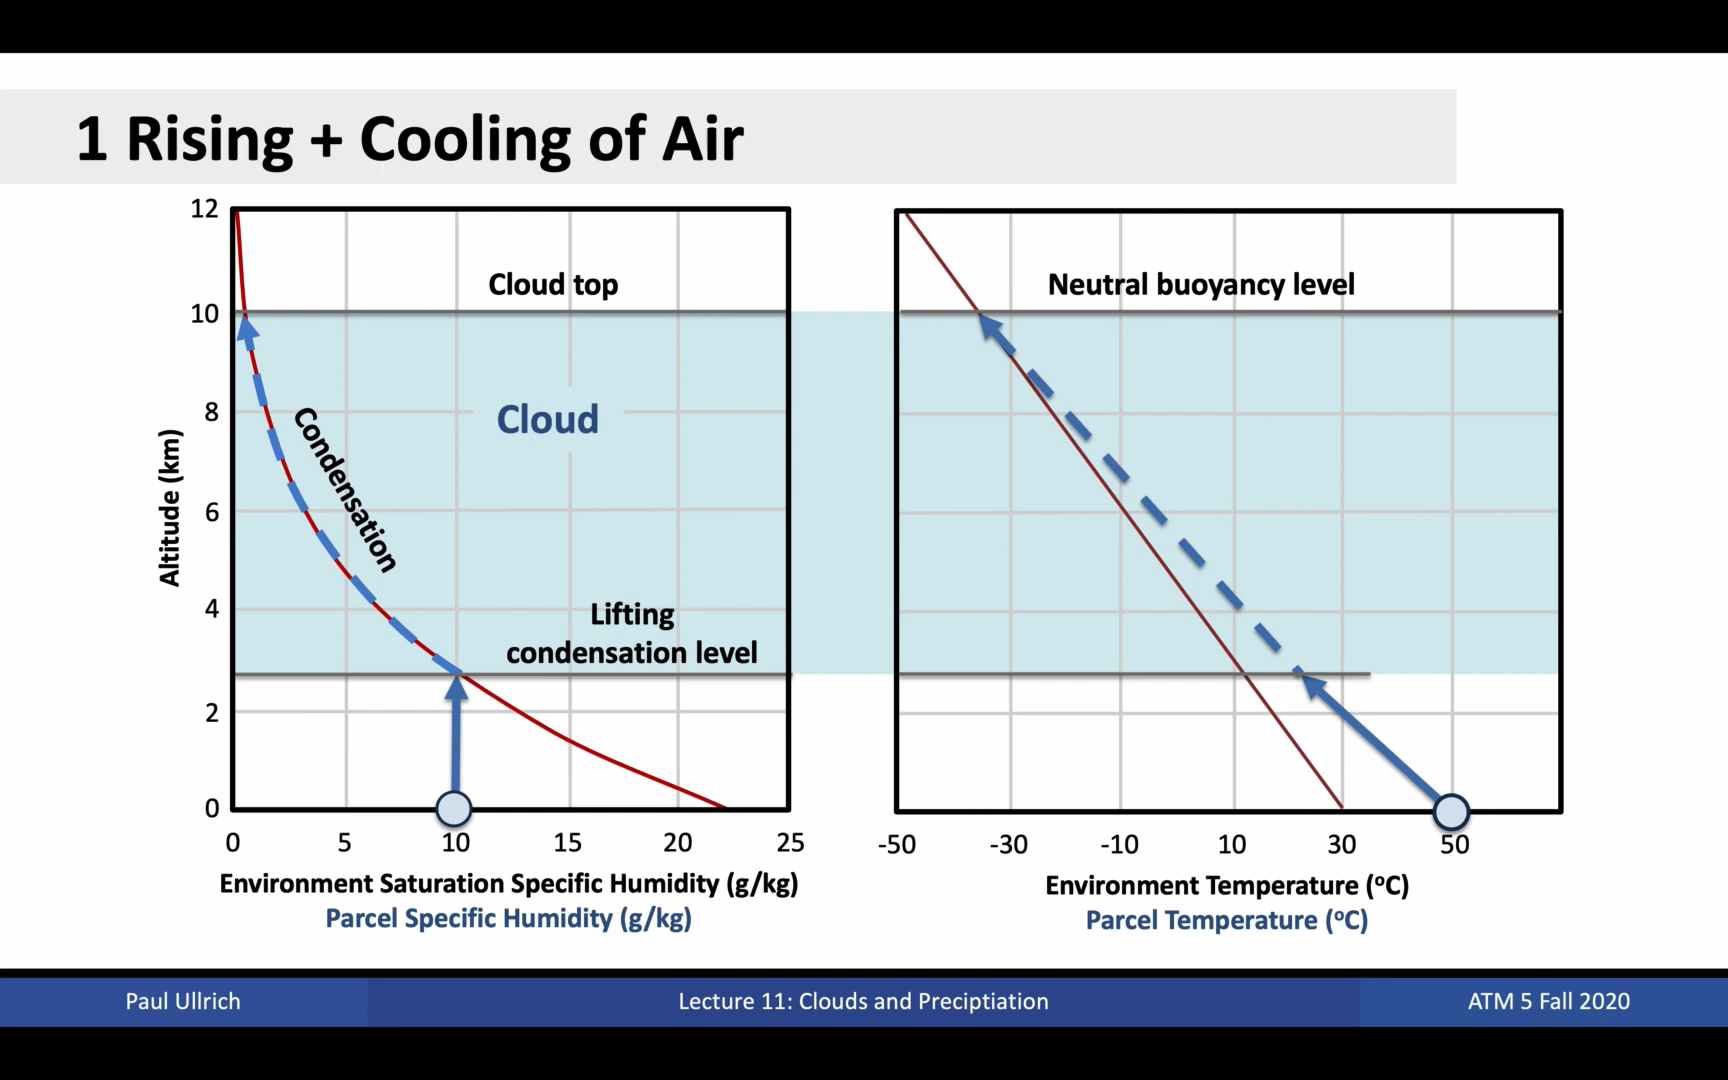 1 Rising + Cooling of Air
12
10
8
6
4
2
0
Altitude (km)
Cloud top
Cloud
Condensation
Lifting
condensation level
0 5 10 15 20 25
Environment Saturation Specific Humidity (g/kg)
Parcel Specific Humidity (g/kg)
Neutral buoyancy level
-50 -30 -10 10 30 50
Environment Temperature (°C)
Parcel Temperature (°C)
Paul Ullrich
Lecture 11: Clouds and Preciptiation
ATM 5 Fall 2020